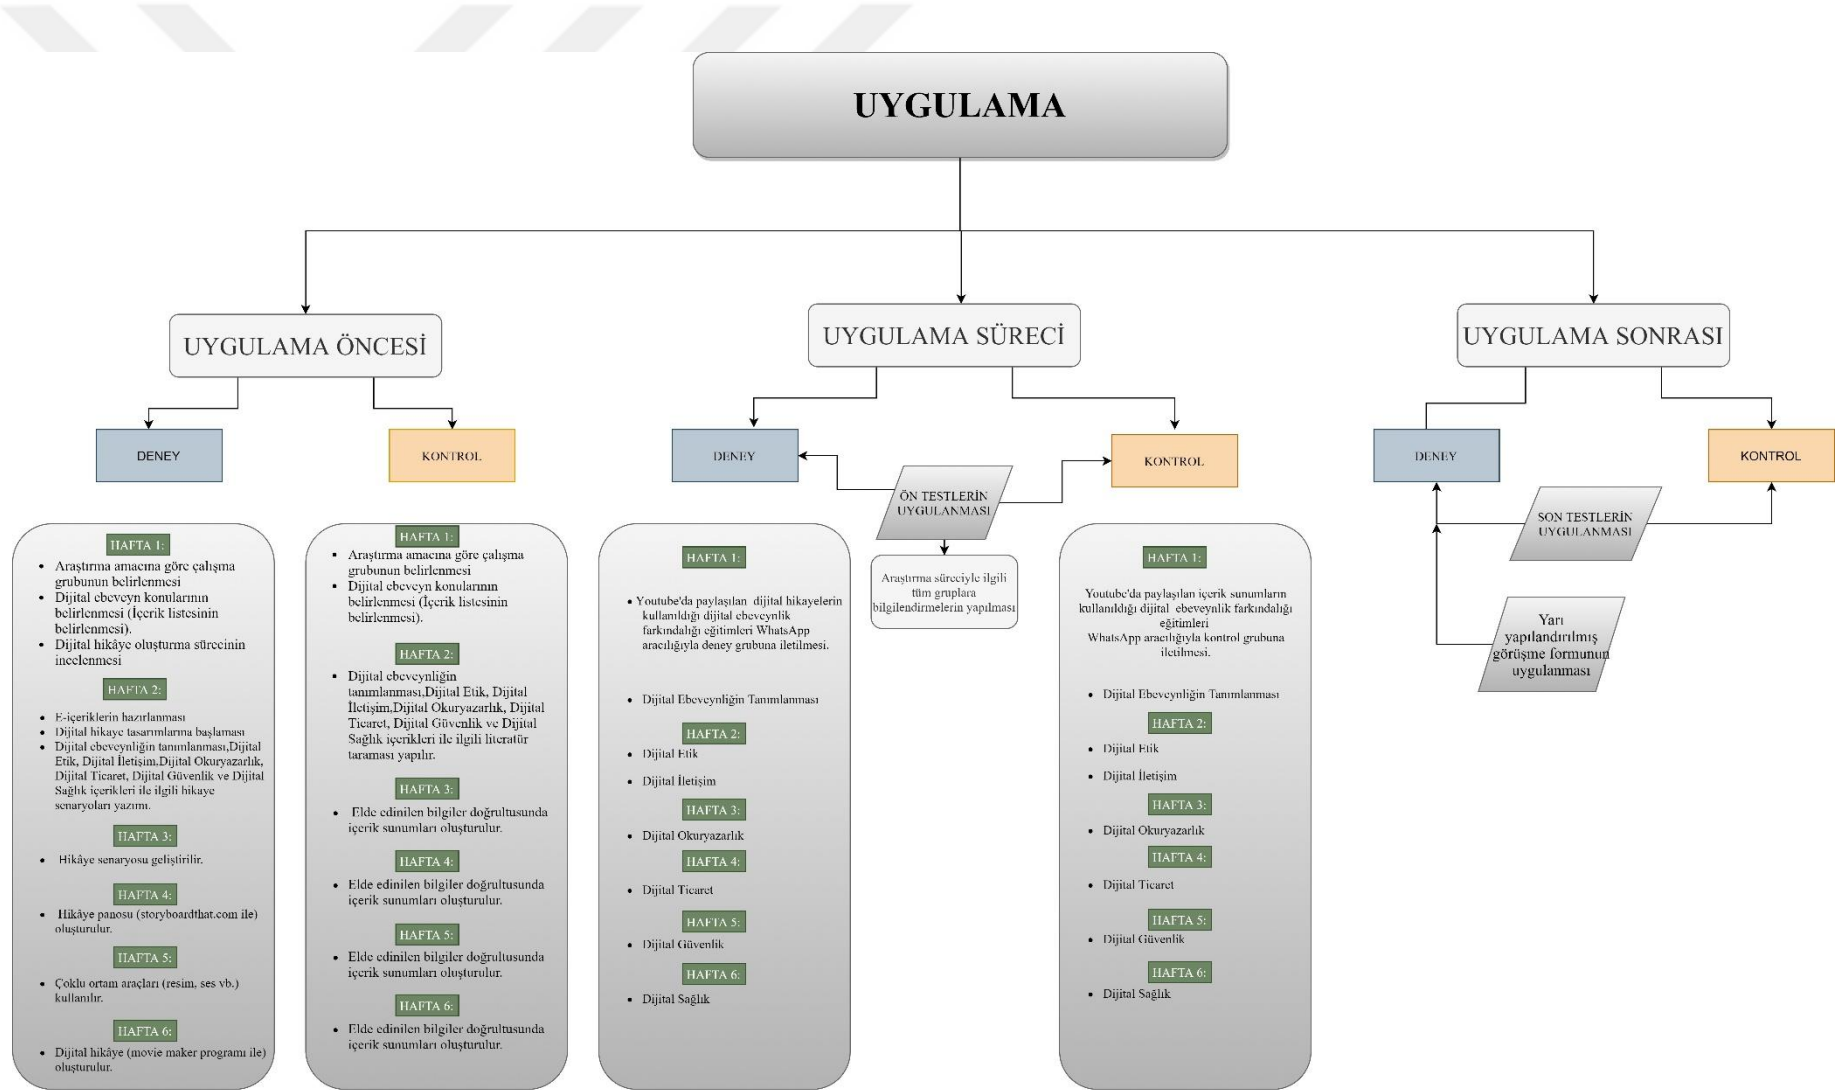 UYGULAMA
UYGULAMA ÖNCESİ
DENEY
KONTROL
HAFTA 1:
• Araştırma amacına göre çalışma
grubunun belirlenmesi
• Dijital ebeveyn konularının
belirlenmesi (İçerik listesinin
belirlenmesi).
• Dijital hikâye oluşturma sürecinin
incelenmesi
HAFTA 2:
• E-içeriklerin hazırlanması
• Dijital hikaye tasarımlarına başlaması
• Dijital ebeveynliğin tanımlanması,Dijital
Etik, Dijital İletişim,Dijital Okuryazarlık,
Dijital Ticaret, Dijital Güvenlik ve Dijital
Sağlık içerikleri ile ilgili hikaye
senaryoları yazımı.
HAFTA 3:
• Hikâye senaryosu geliştirilir.
HAFTA 4:
• Hikâye panosu (storyboardthat.com ile)
oluşturulur.
HAFTA 5:
• Çoklu ortam araçları (resim, ses vb.)
kullanılır.
HAFTA 6:
• Dijital hikâye (movie maker programı ile)
oluşturulur.
HAFTA 1:
▪ Araştırma amacına göre çalışma
grubunun belirlenmesi
▪ Dijital ebeveyn konularının
belirlenmesi (İçerik listesinin
belirlenmesi).
HAFTA 2:
▪ Dijital ebeveynliğin
tanımlanması,Dijital Etik, Dijital
İletişim,Dijital Okuryazarlık, Dijital
Ticaret, Dijital Güvenlik ve Dijital
Sağlık içerikleri ile ilgili literatür
taraması yapılır.
HAFTA 3:
▪ Elde edinilen bilgiler doğrultusunda
içerik sunumları oluşturulur.
HAFTA 4:
▪ Elde edinilen bilgiler doğrultusunda
içerik sunumları oluşturulur.
HAFTA 5:
▪ Elde edinilen bilgiler doğrultusunda
içerik sunumları oluşturulur.
HAFTA 6:
▪ Elde edinilen bilgiler doğrultusunda
içerik sunumları oluşturulur.
UYGULAMA SÜRECİ
DENEY
KONTROL
ÖN TESTLERİN
UYGULANMASI
Araştırma süreciyle ilgili
tüm gruplara
bilgilendirmelerin yapılması
HAFTA 1:
• Youtube'da paylaşılan dijital hikayelerin
kullanıldığı dijital ebeveynlik
farkındalığı eğitimleri WhatsApp
aracılığıyla deney grubuna iletilmesi.
• Dijital Ebeveynliğin Tanımlanması
HAFTA 2:
• Dijital Etik
• Dijital İletişim
HAFTA 3:
• Dijital Okuryazarlık
HAFTA 4:
• Dijital Ticaret
HAFTA 5:
• Dijital Güvenlik
HAFTA 6:
• Dijital Sağlık
HAFTA 1:
Youtube'da paylaşılan içerik sunumların
kullanıldığı dijital ebeveynlik farkındalığı
eğitimleri
WhatsApp aracılığıyla kontrol grubuna
iletilmesi.
• Dijital Ebeveynliğin Tanımlanması
HAFTA 2:
• Dijital Etik
• Dijital İletişim
HAFTA 3:
• Dijital Okuryazarlık
HAFTA 4:
• Dijital Ticaret
HAFTA 5:
• Dijital Güvenlik
HAFTA 6:
• Dijital Sağlık
UYGULAMA SONRASI
DENEY
KONTROL
SON TESTLERİN
UYGULANMASI
Yarı
yapılandırılmış
görüşme formunun
uygulanması